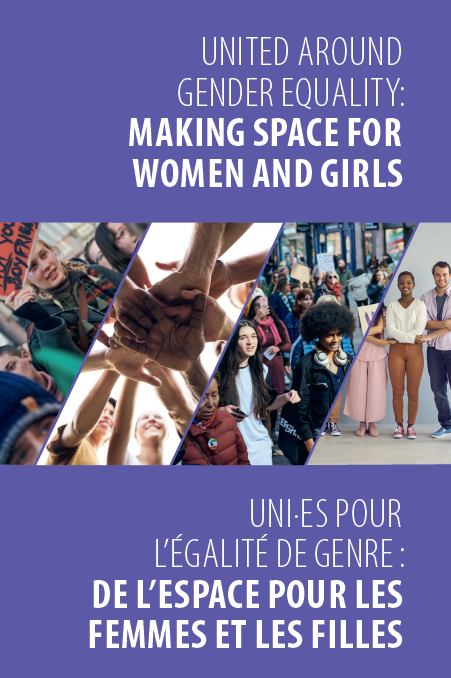 UNITED AROUND
GENDER EQUALITY:
MAKING SPACE FOR
WOMEN AND GIRLS
YOU
UNI·ES POUR
L’ÉGALITÉ DE GENRE :
DE L’ESPACE POUR LES
FEMMES ET LES FILLES